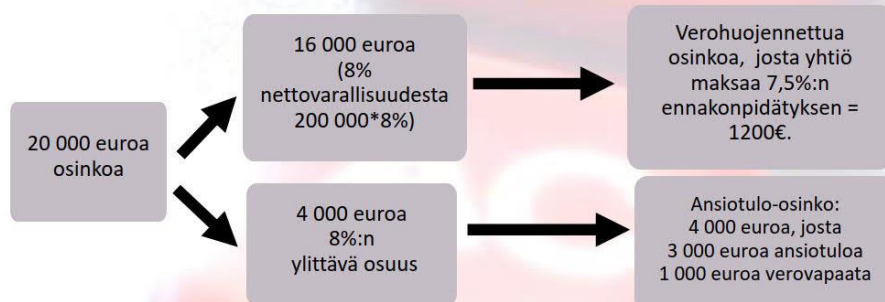 20 000 euroa
osinkoa
16 000 euroa
(8%
nettovarallisuudesta
200 000*8%)
Verohuojennettua
osinkoa, josta yhtiö
maksaa 7,5%:n
ennakonpidätyksen =
1200€.
4 000 euroa
8%:n
ylittävä osuus
Ansiotulo-osinko:
4 000 euroa, josta
3 000 euroa ansiotuloa
1 000 euroa verovapaata